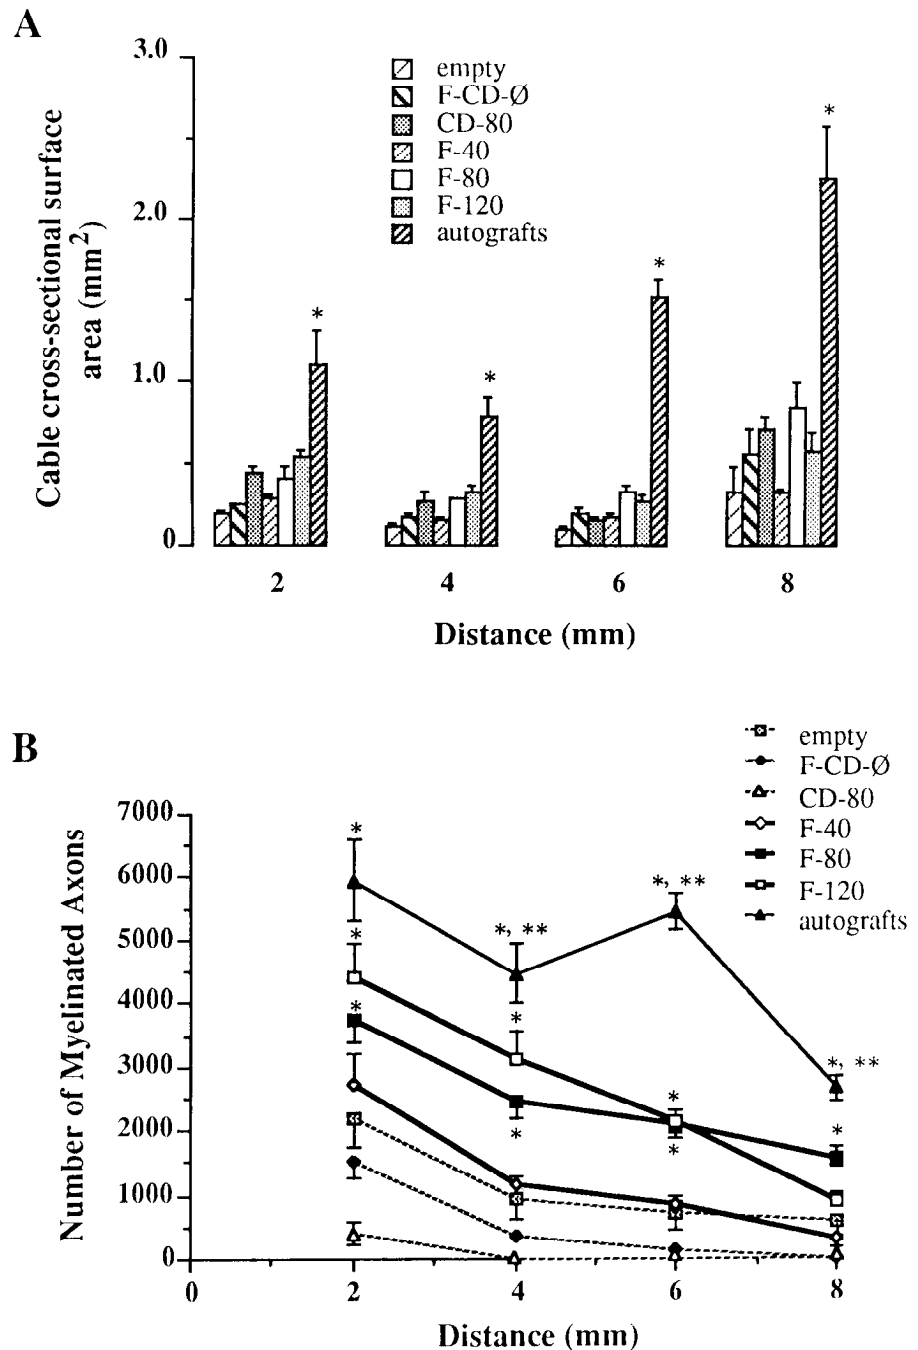 A
3.0
2.0
1.0
0
Cable cross-sectional surface
area (mm2)
empty
F-CD-Ø
CD-80
F-40
F-80
F-120
autografts
*
*
*
*
2 4 6 8
Distance (mm)
B
empty
F-CD-Ø
CD-80
F-40
F-80
F-120
autografts
7000
6000
5000
4000
3000
2000
1000
0
Number of Myelinated Axons
*
*
*
*, **
*
*
*, **
*
*
*, **
*
0 2 4 6 8
Distance (mm)